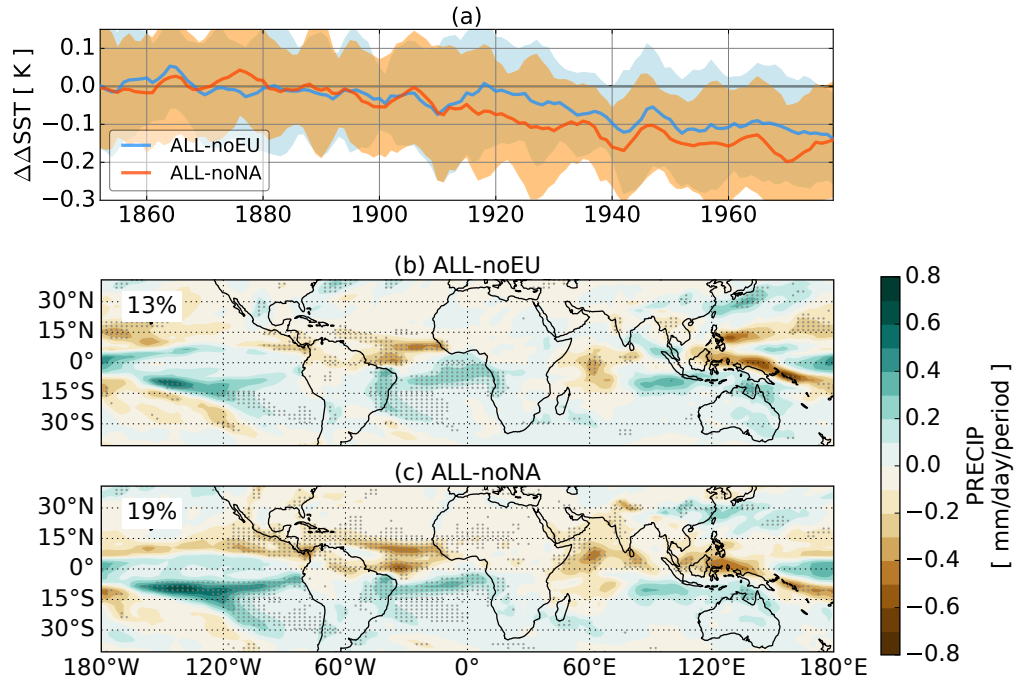 (a)
ΔΔSST [ K ]
0.1
0.0
−0.1
−0.2
−0.3
ALL-noEU
ALL-noNA
1860 1880 1900 1920 1940 1960
(b) ALL-noEU
13%
30°N
15°N
0°
15°S
30°S
(c) ALL-noNA
19%
30°N
15°N
0°
15°S
30°S
180°W 120°W 60°W 0° 60°E 120°E 180°E
0.8
0.6
0.4
0.2
0.0
−0.2
−0.4
−0.6
−0.8
PRECIP
[ mm/day/period ]